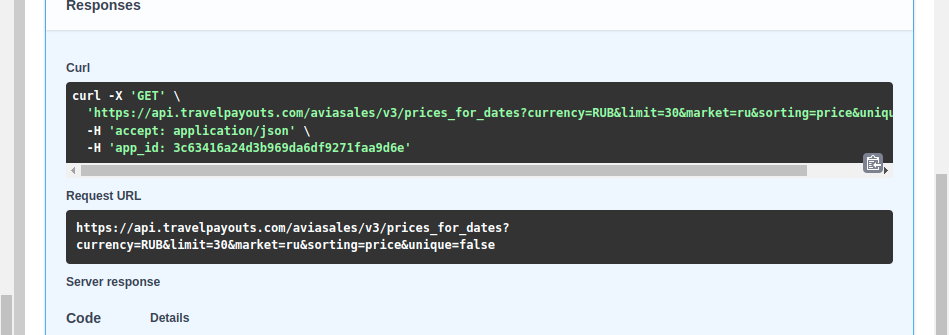 Responses
Curl
curl -X 'GET' \
'https://api.travelpayouts.com/aviasales/v3/prices_for_dates?currency=RUB&limit=30&market=ru&sorting=price&uniqu
-H 'accept: application/json' \
-H 'app_id: 3c63416a24d3b969da6df9271faa9d6e'
Request URL
https://api.travelpayouts.com/aviasales/v3/prices_for_dates?
currency=RUB&limit=30&market=ru&sorting=price&unique=false
Server response
Code Details